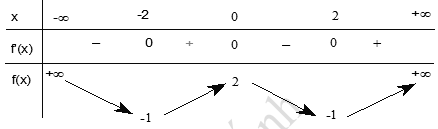 x -∞ -2 0 2 +∞
f'(x) − 0 + 0 − 0 +
+∞ 2 +∞
f(x)
-1 -1